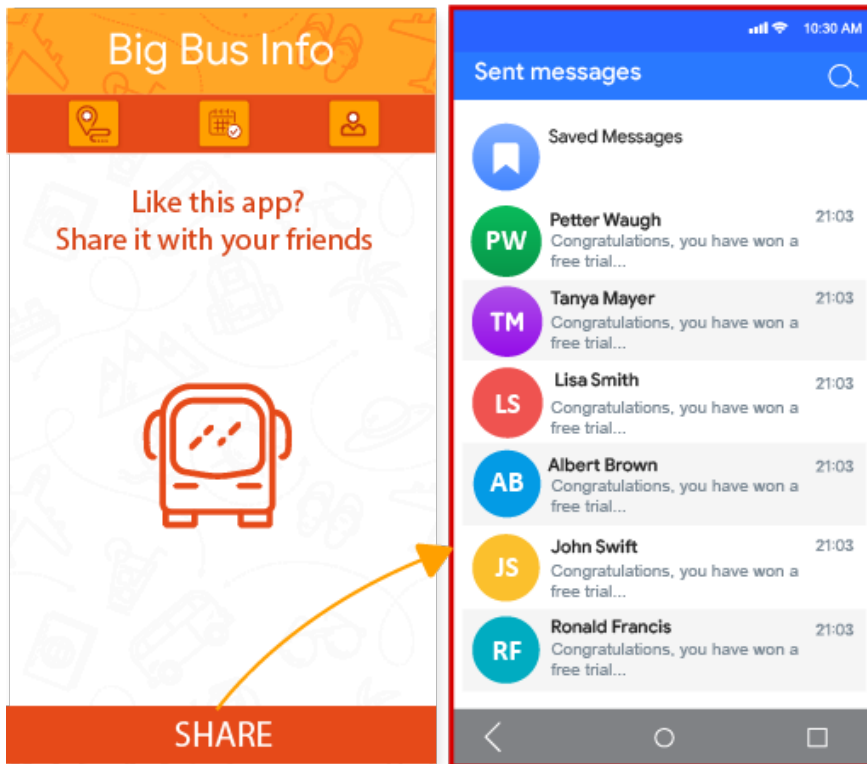 Big Bus Info
Like this app?
Share it with your friends
SHARE
10:30 AM
Sent messages
Saved Messages
PW
Petter Waugh
21:03
Congratulations, you have won a
free trial...
TM
Tanya Mayer
21:03
Congratulations, you have won a
free trial...
LS
Lisa Smith
21:03
Congratulations, you have won a
free trial...
AB
Albert Brown
21:03
Congratulations, you have won a
free trial...
JS
John Swift
21:03
Congratulations, you have won a
free trial...
RF
Ronald Francis
21:03
Congratulations, you have won a
free trial...